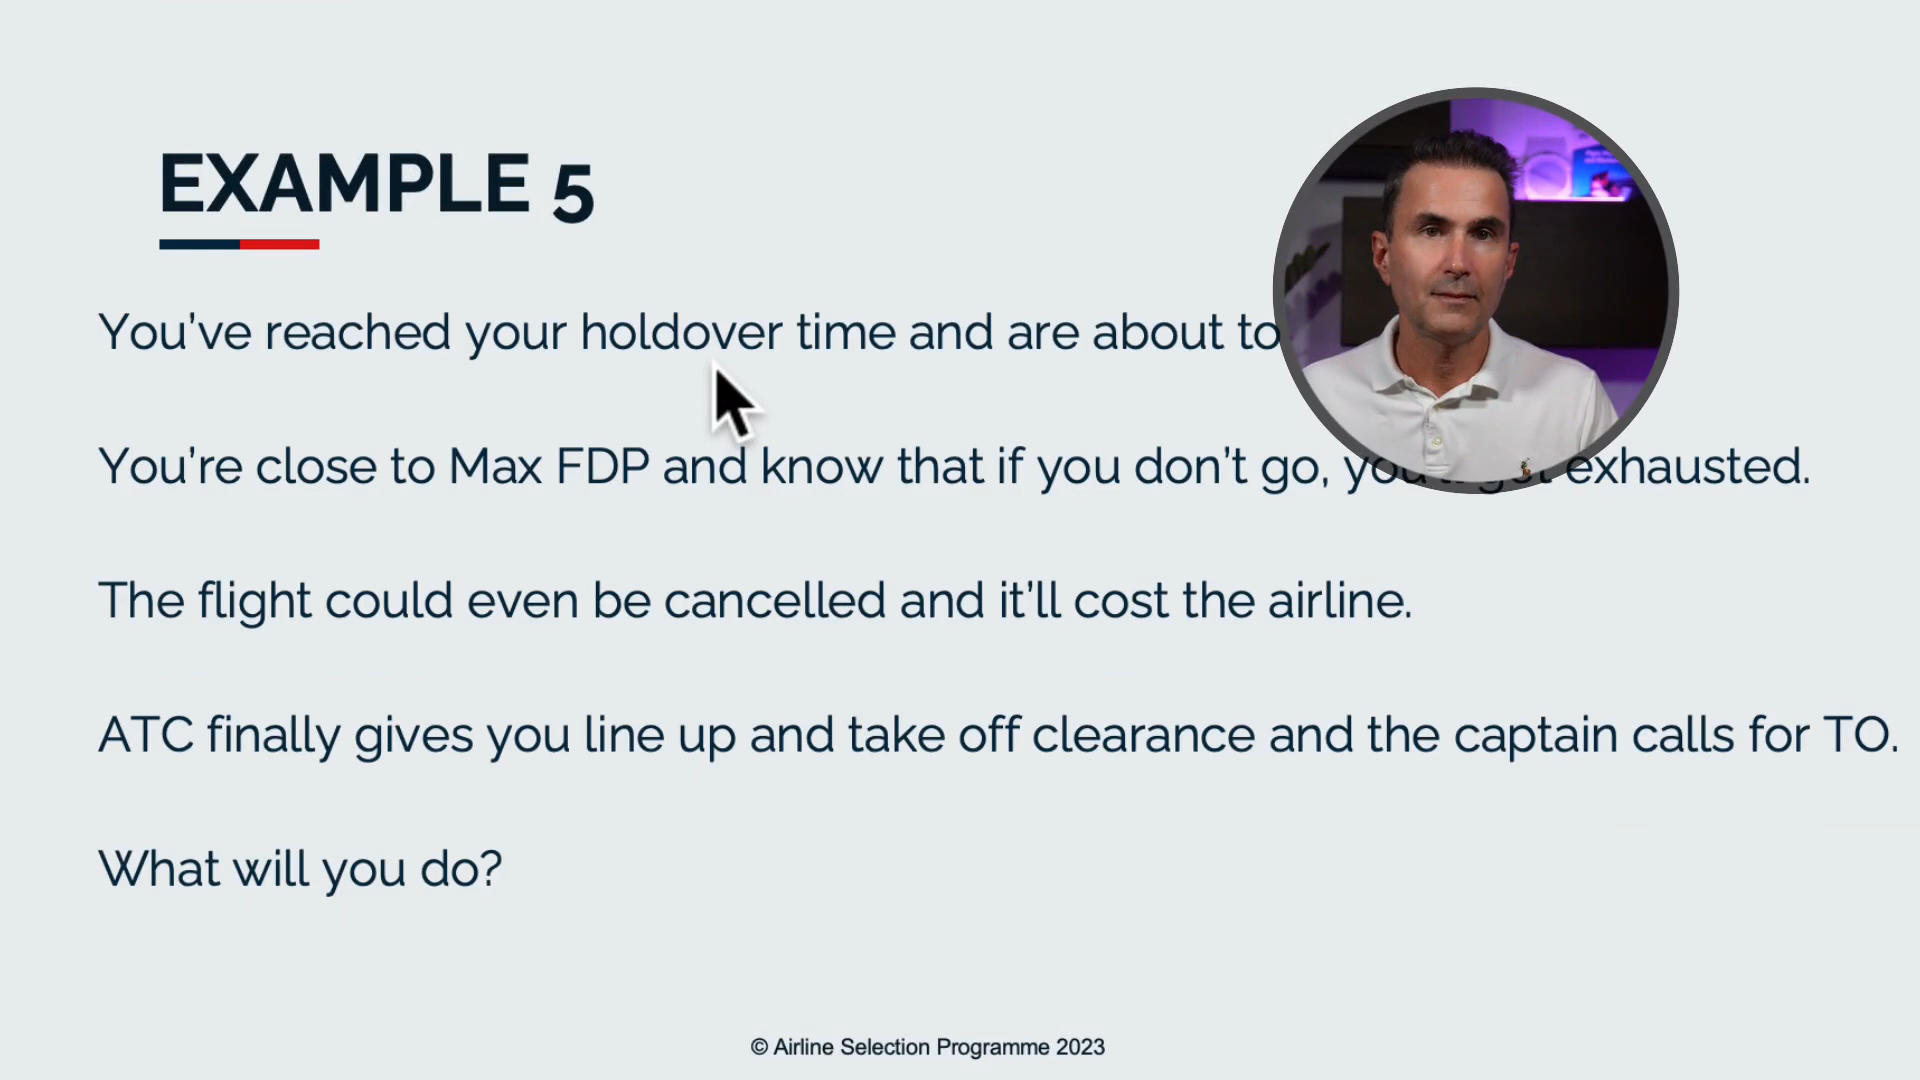 EXAMPLE 5
You've reached your holdover time and are about to
You're close to Max FDP and know that if you don't go, exhausted.
The flight could even be cancelled and it'll cost the airline.
ATC finally gives you line up and take off clearance and the captain calls for TO.
What will you do?
© Airline Selection Programme 2023